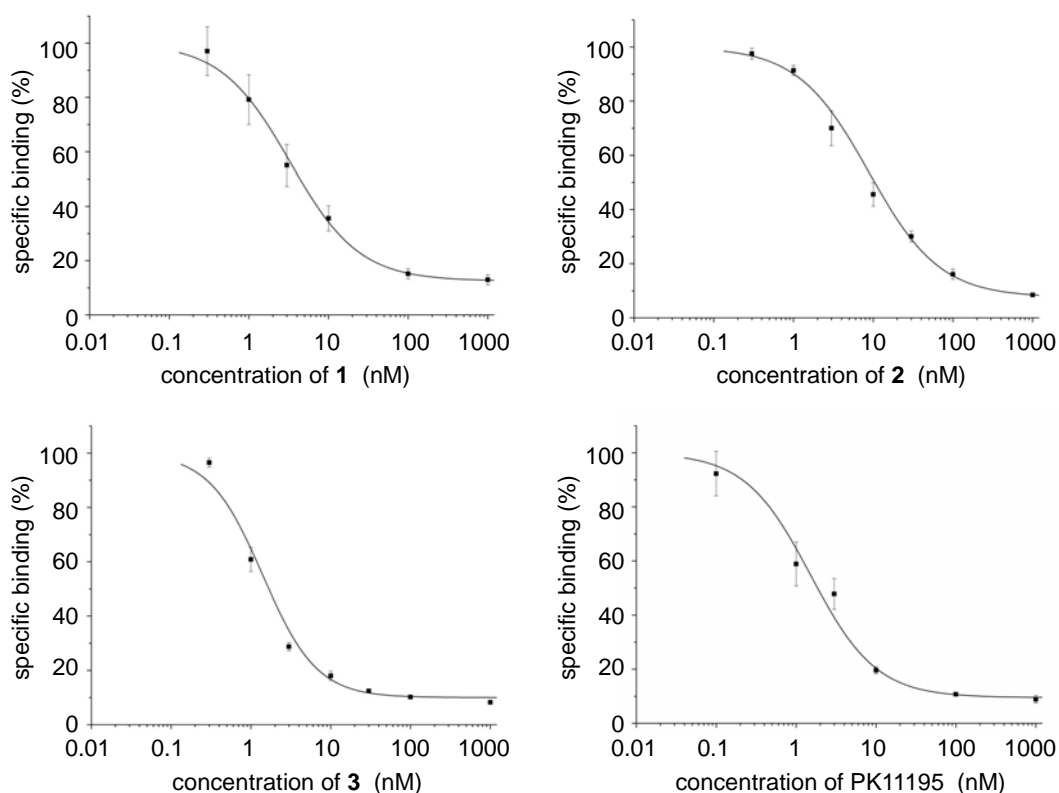 100
80
60
40
20
0
specific binding (%)
0.01 0.1 1 10 100 1000
concentration of 1 (nM)
100
80
60
40
20
0
specific binding (%)
0.01 0.1 1 10 100 1000
concentration of 2 (nM)
100
80
60
40
20
0
specific binding (%)
0.01 0.1 1 10 100 1000
concentration of 3 (nM)
100
80
60
40
20
0
specific binding (%)
0.01 0.1 1 10 100 1000
concentration of PK11195 (nM)